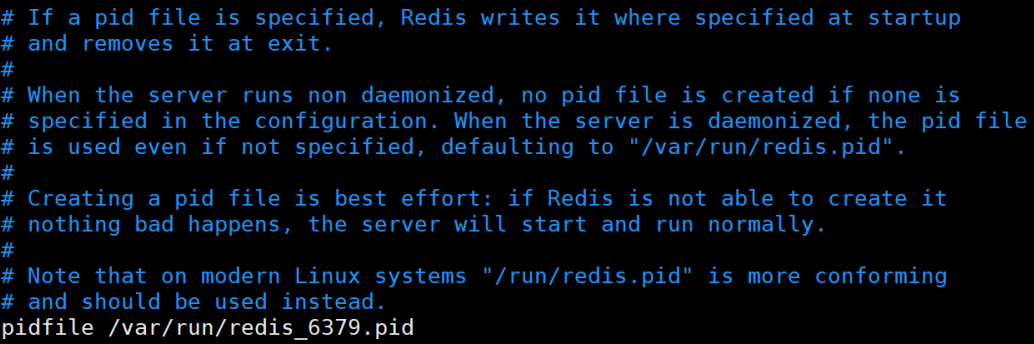 # If a pid file is specified, Redis writes it where specified at startup
# and removes it at exit.
#
# When the server runs non daemonized, no pid file is created if none is
# specified in the configuration. When the server is daemonized, the pid file
# is used even if not specified, defaulting to "/var/run/redis.pid".
#
# Creating a pid file is best effort: if Redis is not able to create it
# nothing bad happens, the server will start and run normally.
#
# Note that on modern Linux systems "/run/redis.pid" is more conforming
# and should be used instead.
pidfile /var/run/redis_6379.pid